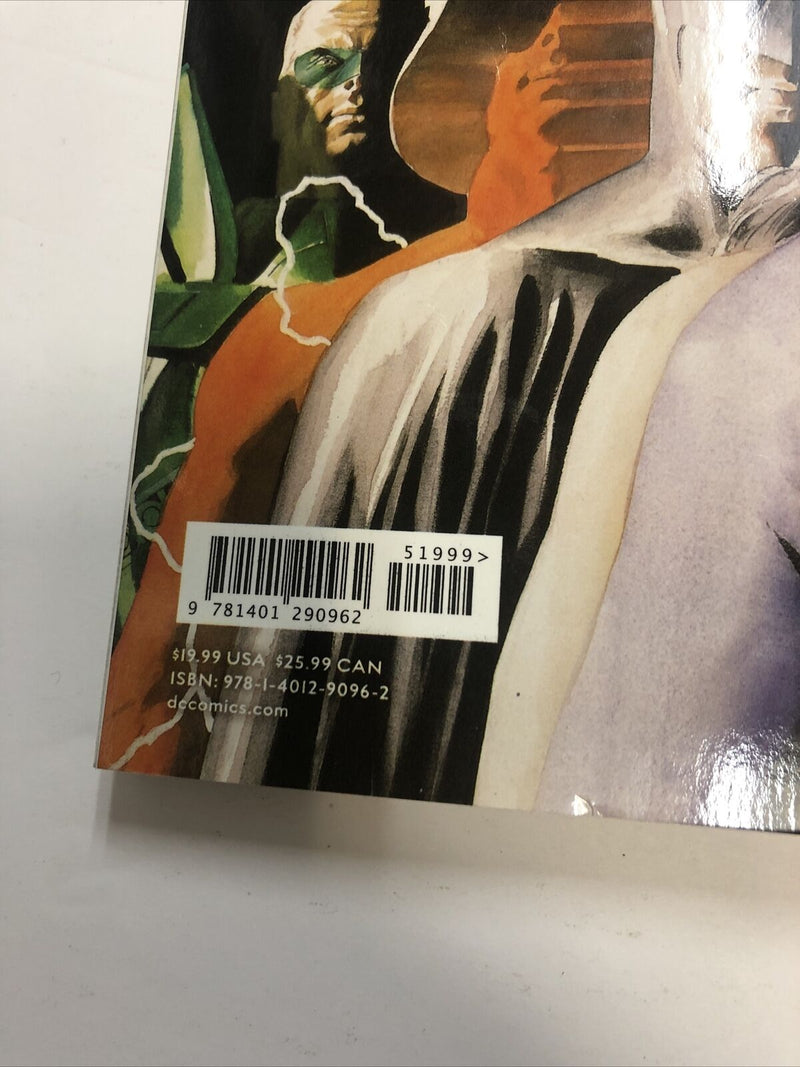 51999>
9 781401 290962
$19.99 USA $25.99 CAN
ISBN: 978-1-4012-9096-2
dccomics.com